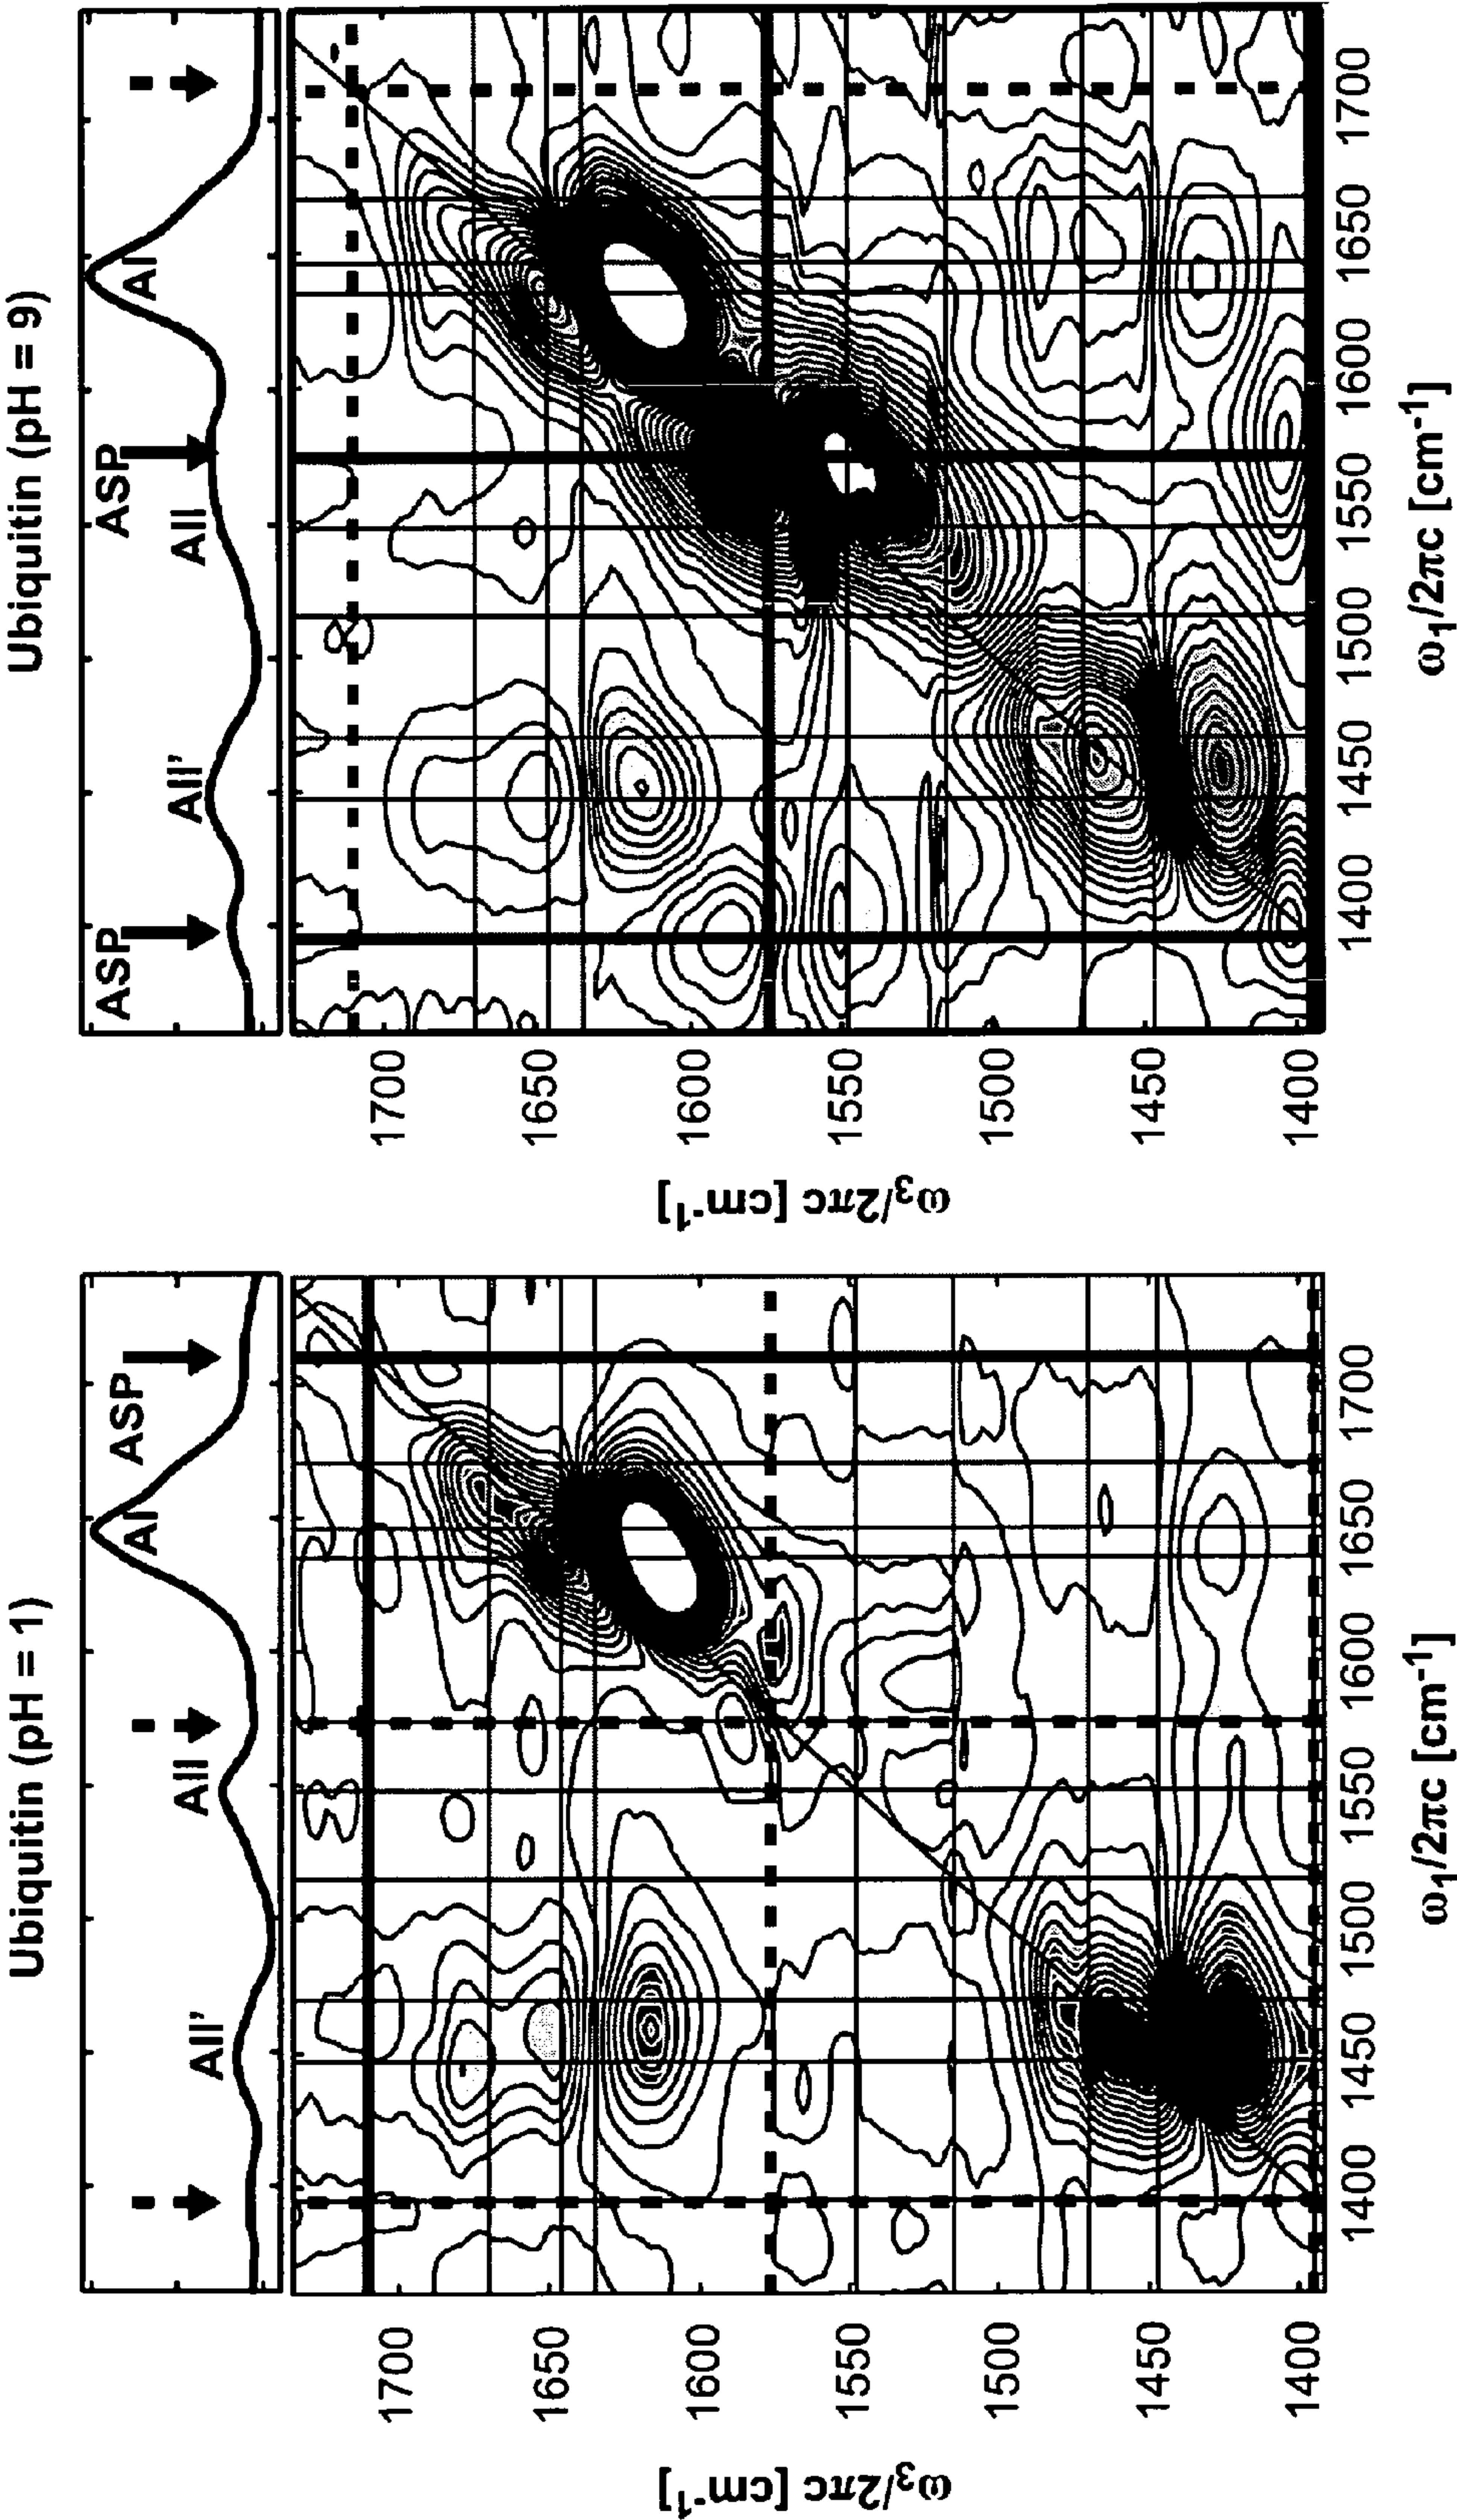 Ubiquitin (pH = 1)
AII'
AII
AI
ASP
ω3/2πc [cm-1]
1700
1650
1600
1550
1500
1450
1400
1400
1450
1500
1550
1600
1650
1700
ω1/2πc [cm-1]
Ubiquitin (pH = 9)
ASP
AII'
AII
ASP
AI
ω3/2πc [cm-1]
1700
1650
1600
1550
1500
1450
1400
1400
1450
1500
1550
1600
1650
1700
ω1/2πc [cm-1]